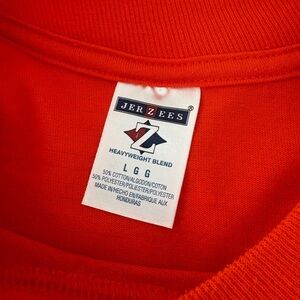 JERZEES®
Z
HEAVYWEIGHT BLEND
L G G
50% COTTON/ALGODON/COTON
50% POLYESTER/POLIESTER/POLYESTER
MADE IN/HECHO EN/FABRIQUE AUX
HONDURAS